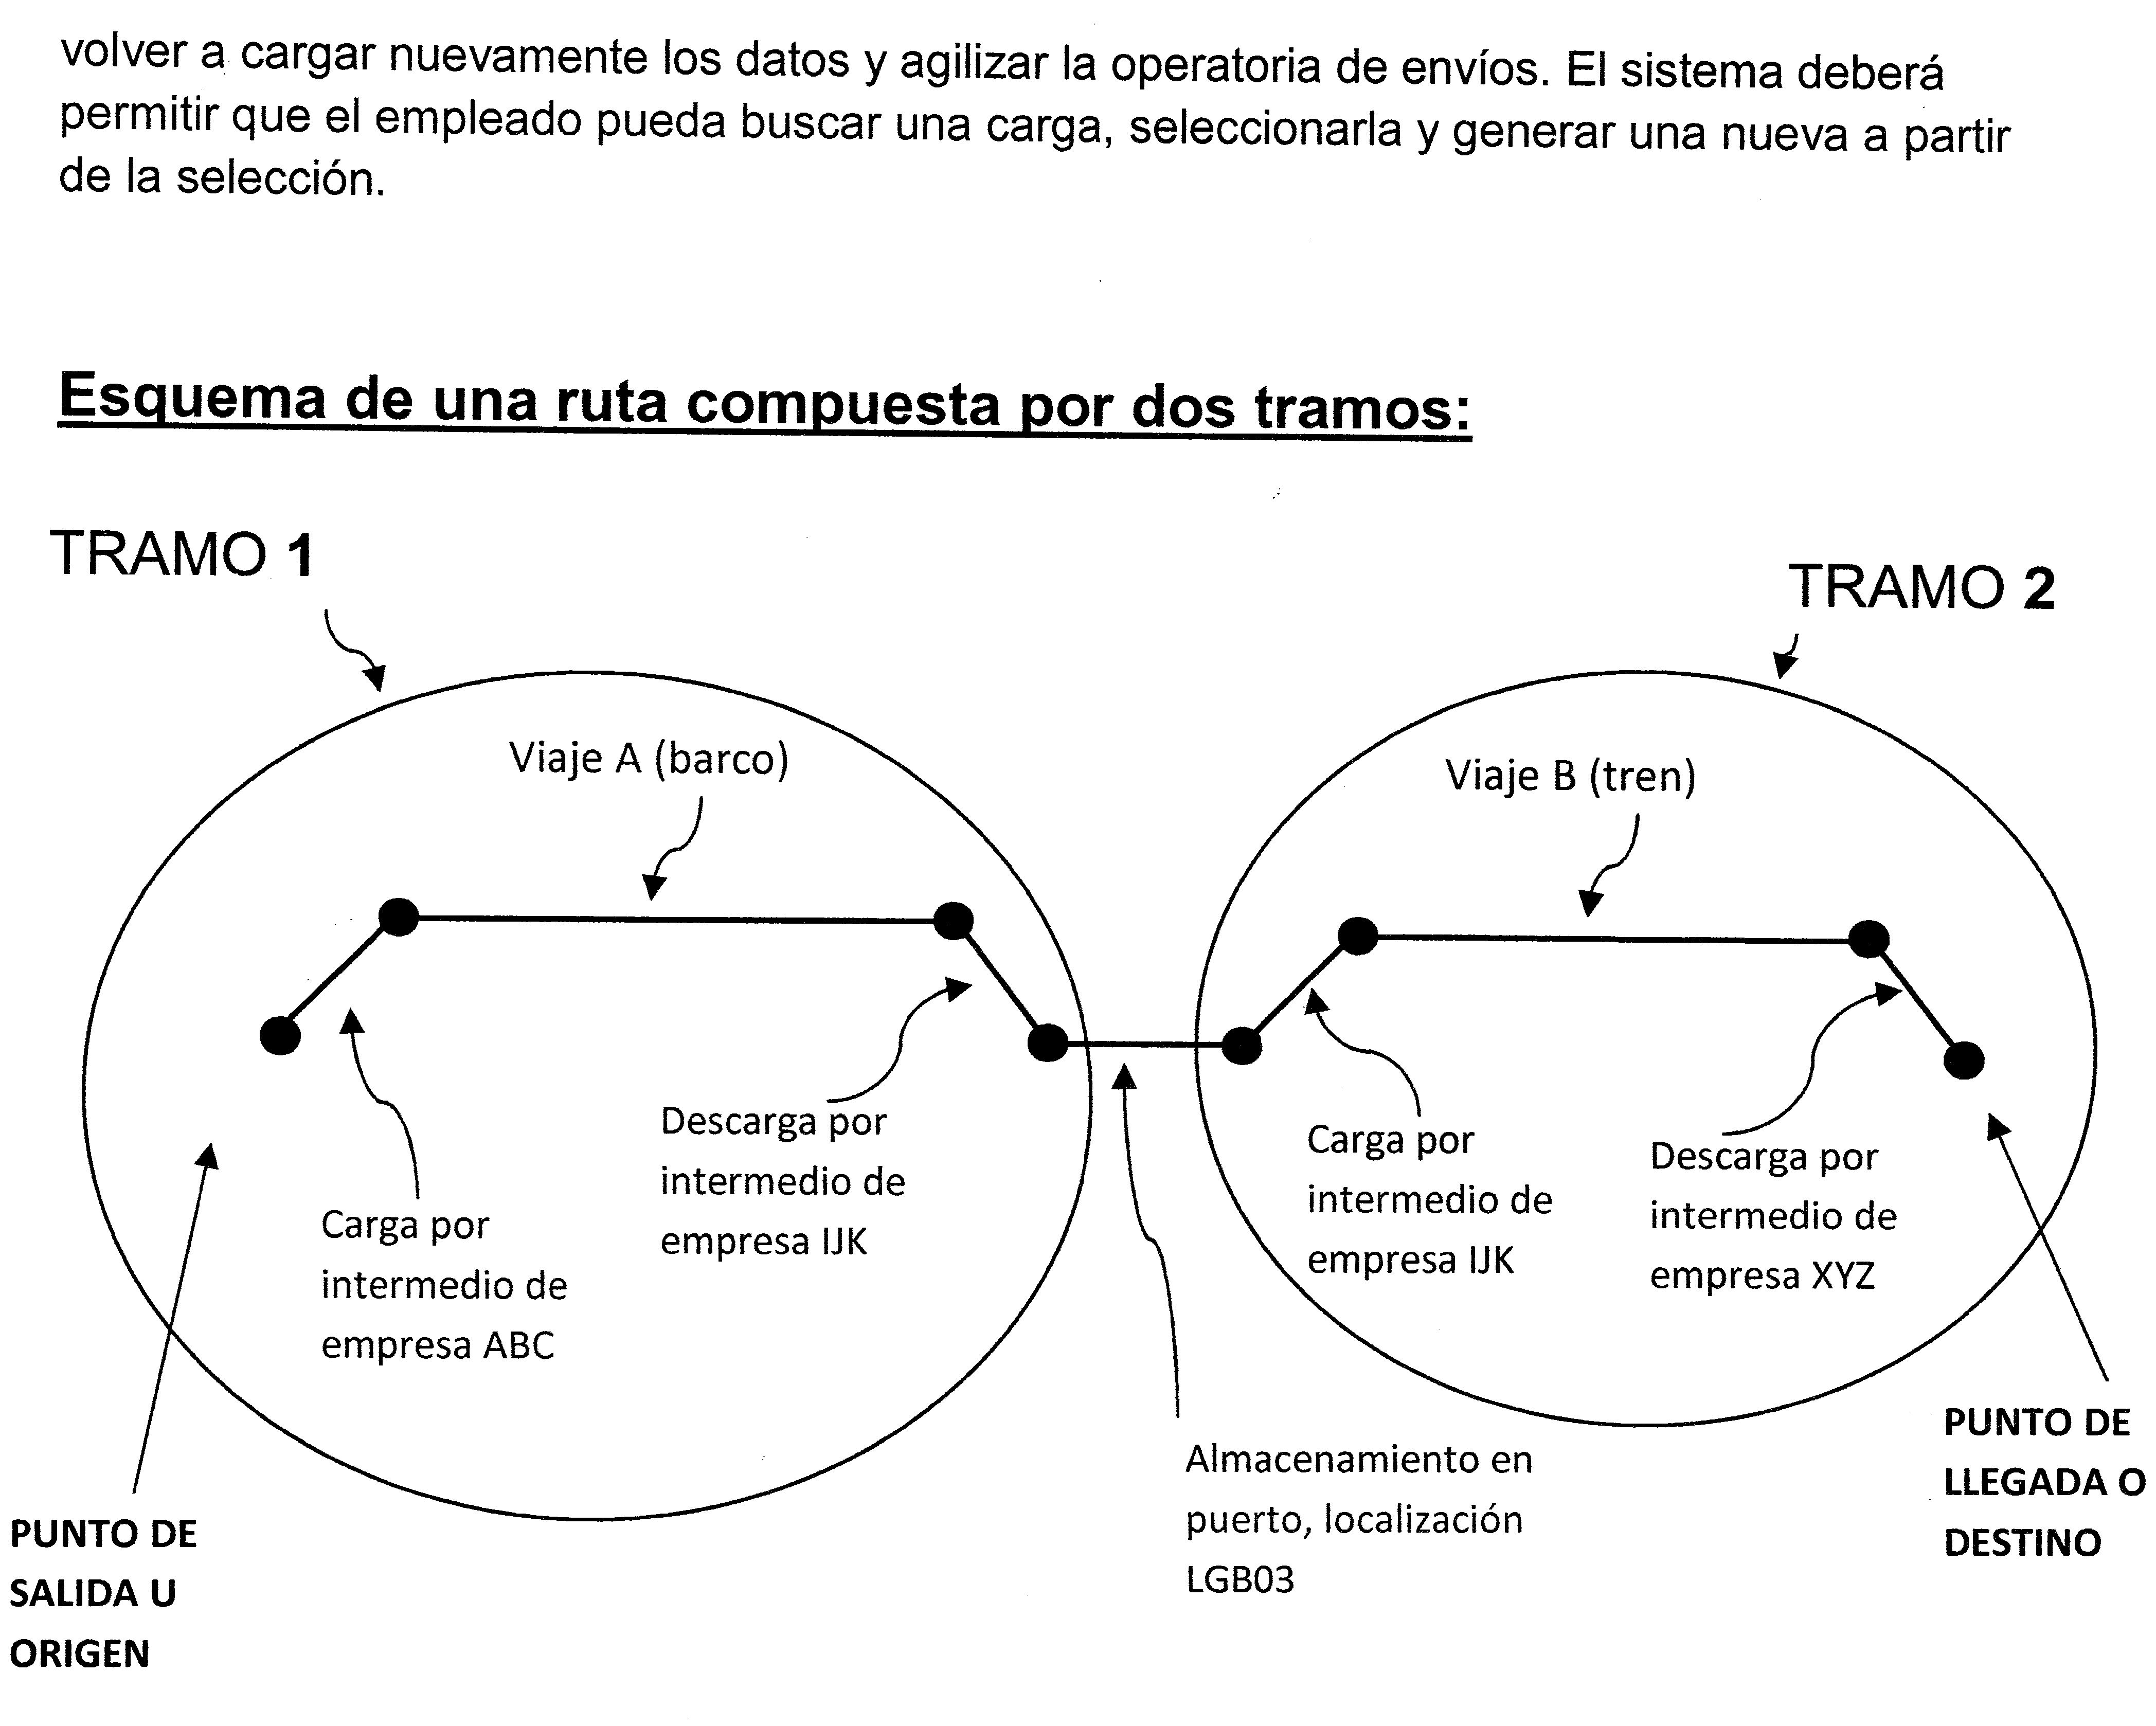 volver a cargar nuevamente los datos y agilizar la operatoria de envíos. El sistema deberá
permitir que el empleado pueda buscar una carga, seleccionarla y generar una nueva a partir
de la selección.
Esquema de una ruta compuesta por dos tramos:
TRAMO 1
TRAMO 2
Viaje A (barco)
Viaje B (tren)
Carga por
intermedio de
empresa ABC
Descarga por
intermedio de
empresa IJK
Carga por
intermedio de
empresa IJK
Descarga por
intermedio de
empresa XYZ
PUNTO DE
SALIDA U
ORIGEN
Almacenamiento en
puerto, localización
LGB03
PUNTO DE
LLEGADA O
DESTINO